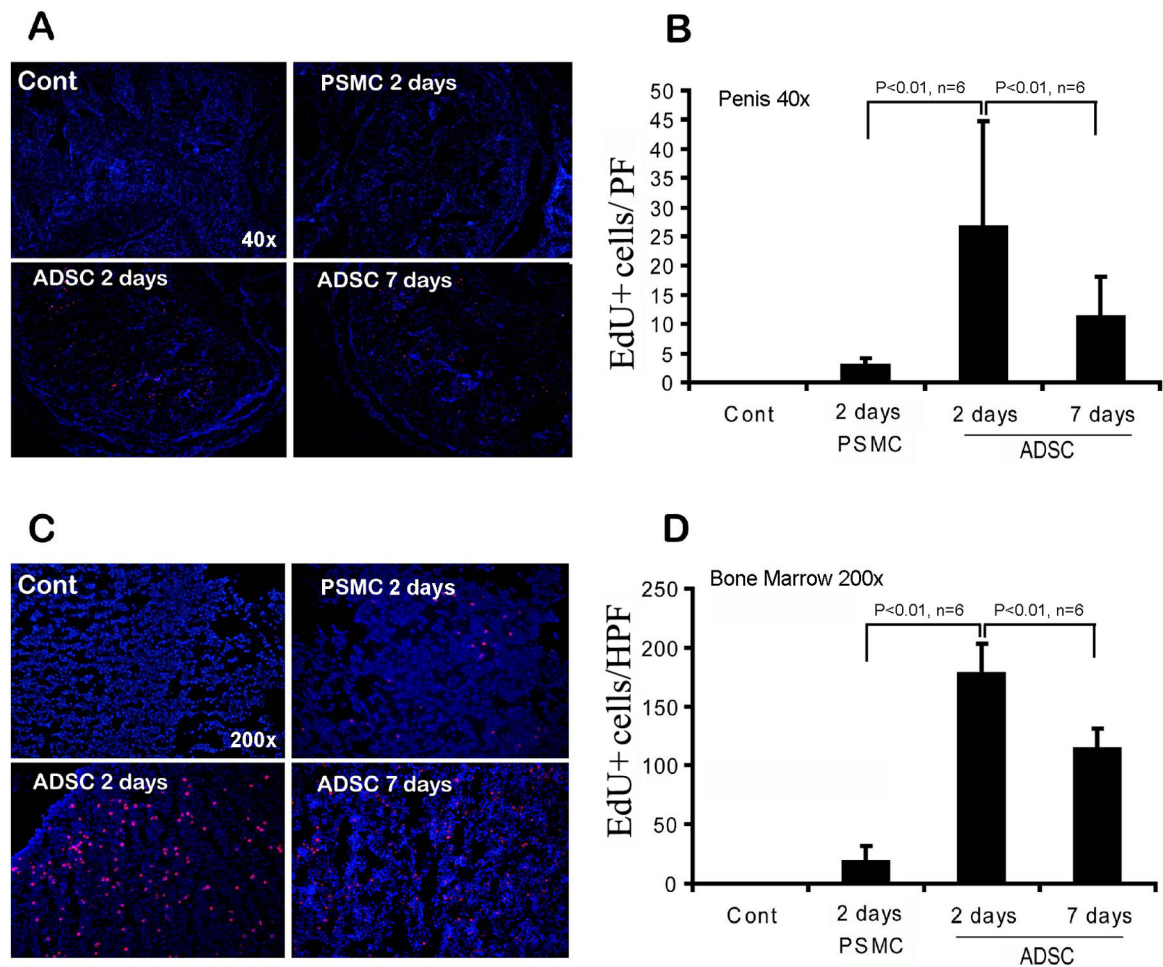 A
Cont
PSMC 2 days
40x
ADSC 2 days
ADSC 7 days
B
Penis 40x
P<0.01, n=6
P<0.01, n=6
EdU+ cells/ PF
50
45
40
35
30
25
20
15
10
5
0
Cont
2 days
2 days
7 days
PSMC
ADSC
C
Cont
PSMC 2 days
200x
ADSC 2 days
ADSC 7 days
D
Bone Marrow 200x
P<0.01, n=6
P<0.01, n=6
EdU+ cells/HPF
250
200
150
100
50
0
Cont
2 days
2 days
7 days
PSMC
ADSC